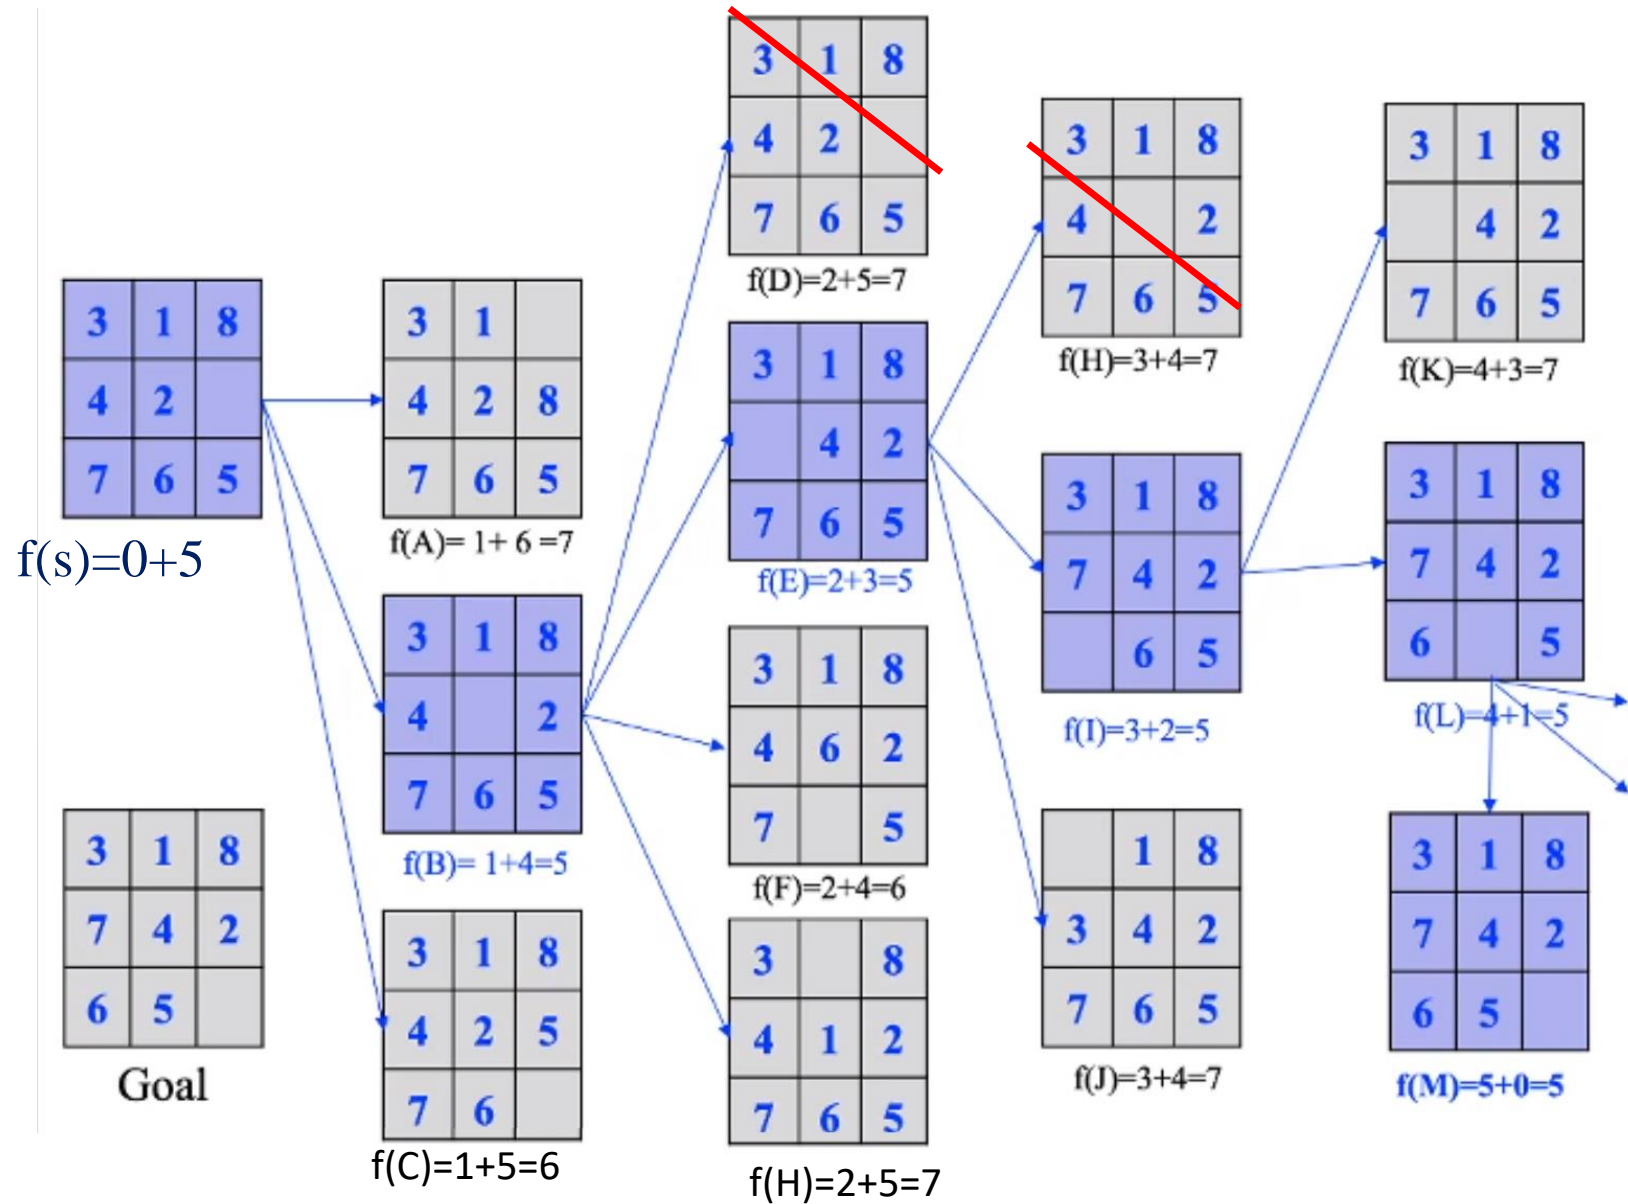 3 1 8
4 2
7 6 5
f(s)=0+5
3 1 8
7 4 2
6 5
Goal
3 1
4 2 8
7 6 5
f(A)= 1+ 6 =7
3 1 8
4 2
7 6 5
f(B)= 1+4=5
3 1 8
4 2 5
7 6
f(C)=1+5=6
3 1 8
4 2
7 6 5
f(D)=2+5=7
3 1 8
4 2
7 6 5
f(E)=2+3=5
3 1 8
4 6 2
7 5
f(F)=2+4=6
3 8
4 1 2
7 6 5
f(H)=2+5=7
3 1 8
4 2
7 6 5
f(H)=3+4=7
3 1 8
7 4 2
6 5
f(I)=3+2=5
1 8
3 4 2
7 6 5
f(J)=3+4=7
3 1 8
4 2
7 6 5
f(K)=4+3=7
3 1 8
7 4 2
6 5
f(L)=4+1=5
3 1 8
7 4 2
6 5
f(M)=5+0=5